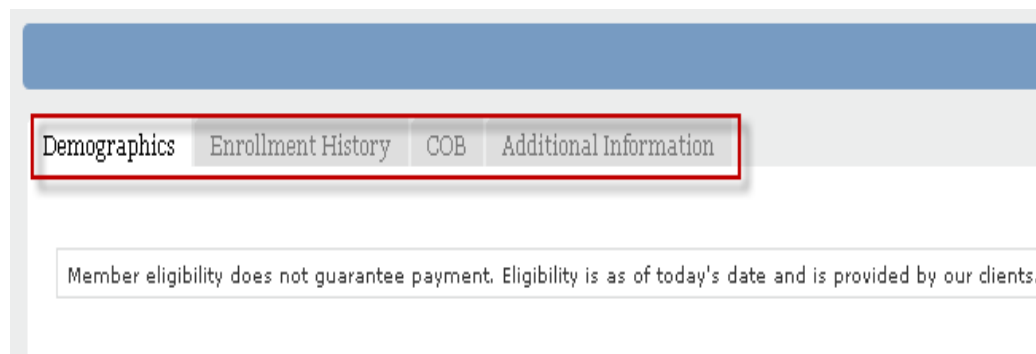 Demographics Enrollment History COB Additional Information
Member eligibility does not guarantee payment. Eligibility is as of today's date and is provided by our clients.